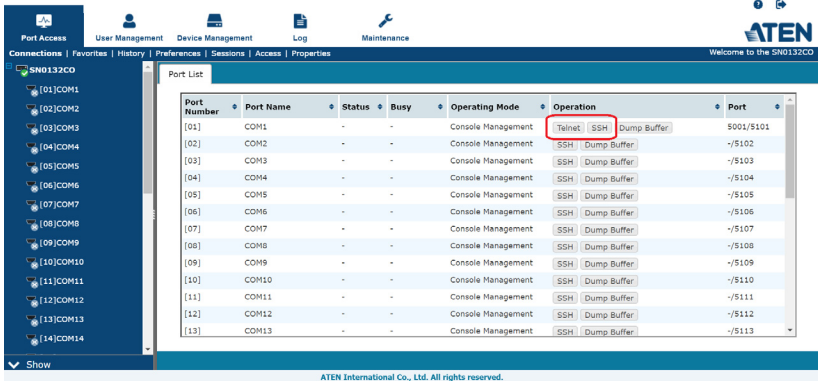 ATEN
Port Access User Management Device Management Log Maintenance
Connections | Favorites | History | Preferences | Sessions | Access | Properties Welcome to the SN0132CO
SN0132CO
[01]COM1
[02]COM2
[03]COM3
[04]COM4
[05]COM5
[06]COM6
[07]COM7
[08]COM8
[09]COM9
[10]COM10
[11]COM11
[12]COM12
[13]COM13
[14]COM14
Show
Port List
Port Number Port Name Status Busy Operating Mode Operation Port
[01] COM1 - - Console Management Telnet SSH Dump Buffer 5001/5101
[02] COM2 - - Console Management SSH Dump Buffer -/5102
[03] COM3 - - Console Management SSH Dump Buffer -/5103
[04] COM4 - - Console Management SSH Dump Buffer -/5104
[05] COM5 - - Console Management SSH Dump Buffer -/5105
[06] COM6 - - Console Management SSH Dump Buffer -/5106
[07] COM7 - - Console Management SSH Dump Buffer -/5107
[08] COM8 - - Console Management SSH Dump Buffer -/5108
[09] COM9 - - Console Management SSH Dump Buffer -/5109
[10] COM10 - - Console Management SSH Dump Buffer -/5110
[11] COM11 - - Console Management SSH Dump Buffer -/5111
[12] COM12 - - Console Management SSH Dump Buffer -/5112
[13] COM13 - - Console Management SSH Dump Buffer -/5113
ATEN International Co., Ltd. All rights reserved.